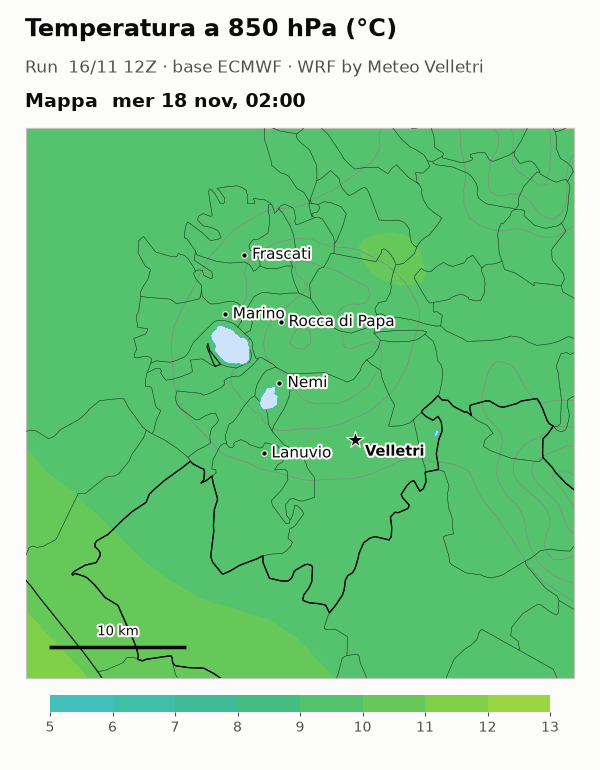 Temperatura a 850 hPa (°C)
Run  16/11 12Z · base ECMWF · WRF by Meteo Velletri
Mappa  mer 18 nov, 02:00
Frascati
Marino
Rocca di Papa
Nemi
Velletri
Lanuvio
10 km
5 6 7 8 9 10 11 12 13